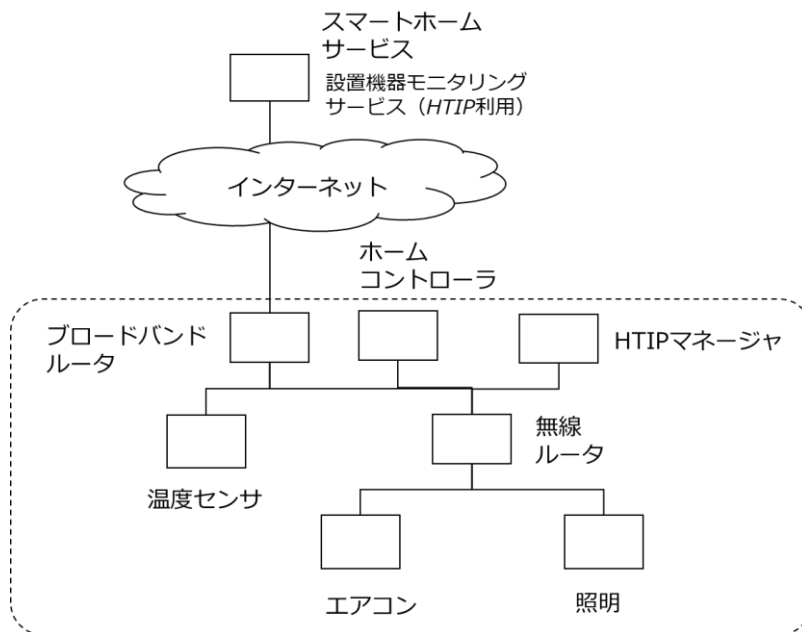 スマートホーム
サービス
設置機器モニタリング
サービス（HTIP利用）
インターネット
ホーム
コントローラ
ブロードバンド
ルータ
HTIPマネージャ
無線
ルータ
温度センサ
エアコン
照明